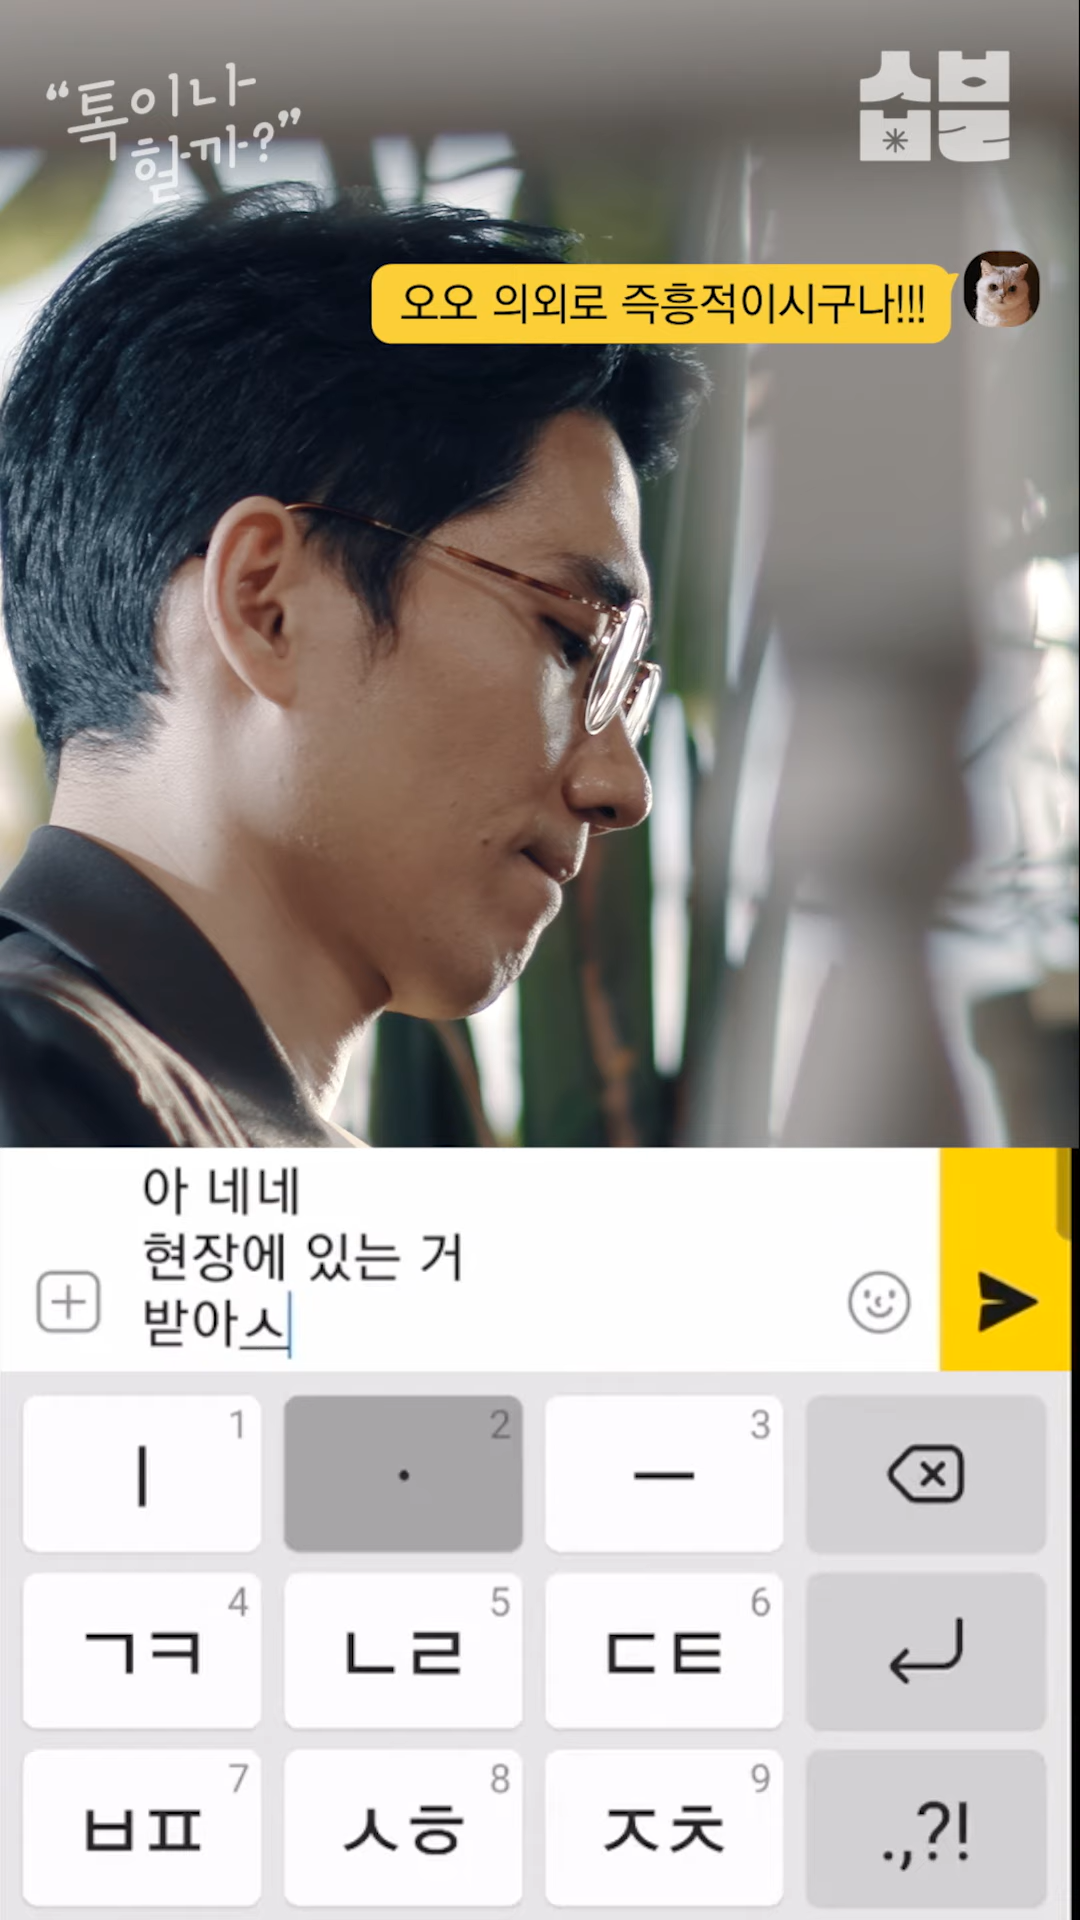 “톡이나
할까?”
숍블
오오 의외로 즉흥적이시구나!!!
아 네네
현장에 있는 거
받아ㅅ
ㅣ 1
· 2
ㅡ 3
ㄱㅋ 4
ㄴㄹ 5
ㄷㅌ 6
ㅂㅍ 7
ㅅㅎ 8
ㅈㅊ 9
.,?!